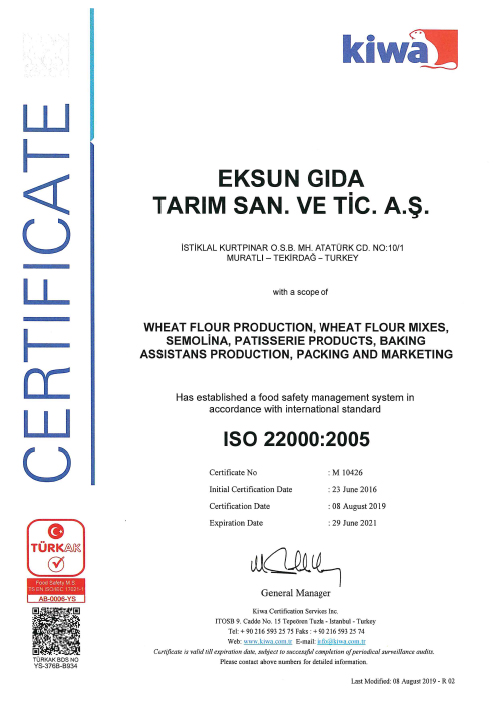 kiwa
CERTIFICATE
EKSUN GIDA
TARIM SAN. VE TİC. A.Ş.
İSTİKLAL KURTPINAR O.S.B. MH. ATATÜRK CD. NO:10/1
MURATLI – TEKİRDAĞ – TURKEY
with a scope of
WHEAT FLOUR PRODUCTION, WHEAT FLOUR MIXES,
SEMOLİNA, PATISSERIE PRODUCTS, BAKING
ASSISTANS PRODUCTION, PACKING AND MARKETING
Has established a food safety management system in
accordance with international standard
ISO 22000:2005
Certificate No : M 10426
Initial Certification Date : 23 June 2016
Certification Date : 08 August 2019
Expiration Date : 29 June 2021
General Manager
Kiwa Certification Services Inc.
ITOSB 9. Cadde No. 15 Tepeören Tuzla - Istanbul - Turkey
Tel: + 90 216 593 25 75 Faks : + 90 216 593 25 74
Web: www.kiwa.com.tr E-mail: info@kiwa.com.tr
Certificate is valid till expiration date, subject to successful completion of periodical surveillance audits.
Please contact above numbers for detailed information.
Last Modified: 08 August 2019 - R 02
TÜRKAK
Food Safety M.S.
TS EN ISO/IEC 17021-1
AB-0006-YS
TÜRKAK BDS NO
YS-376B-B934